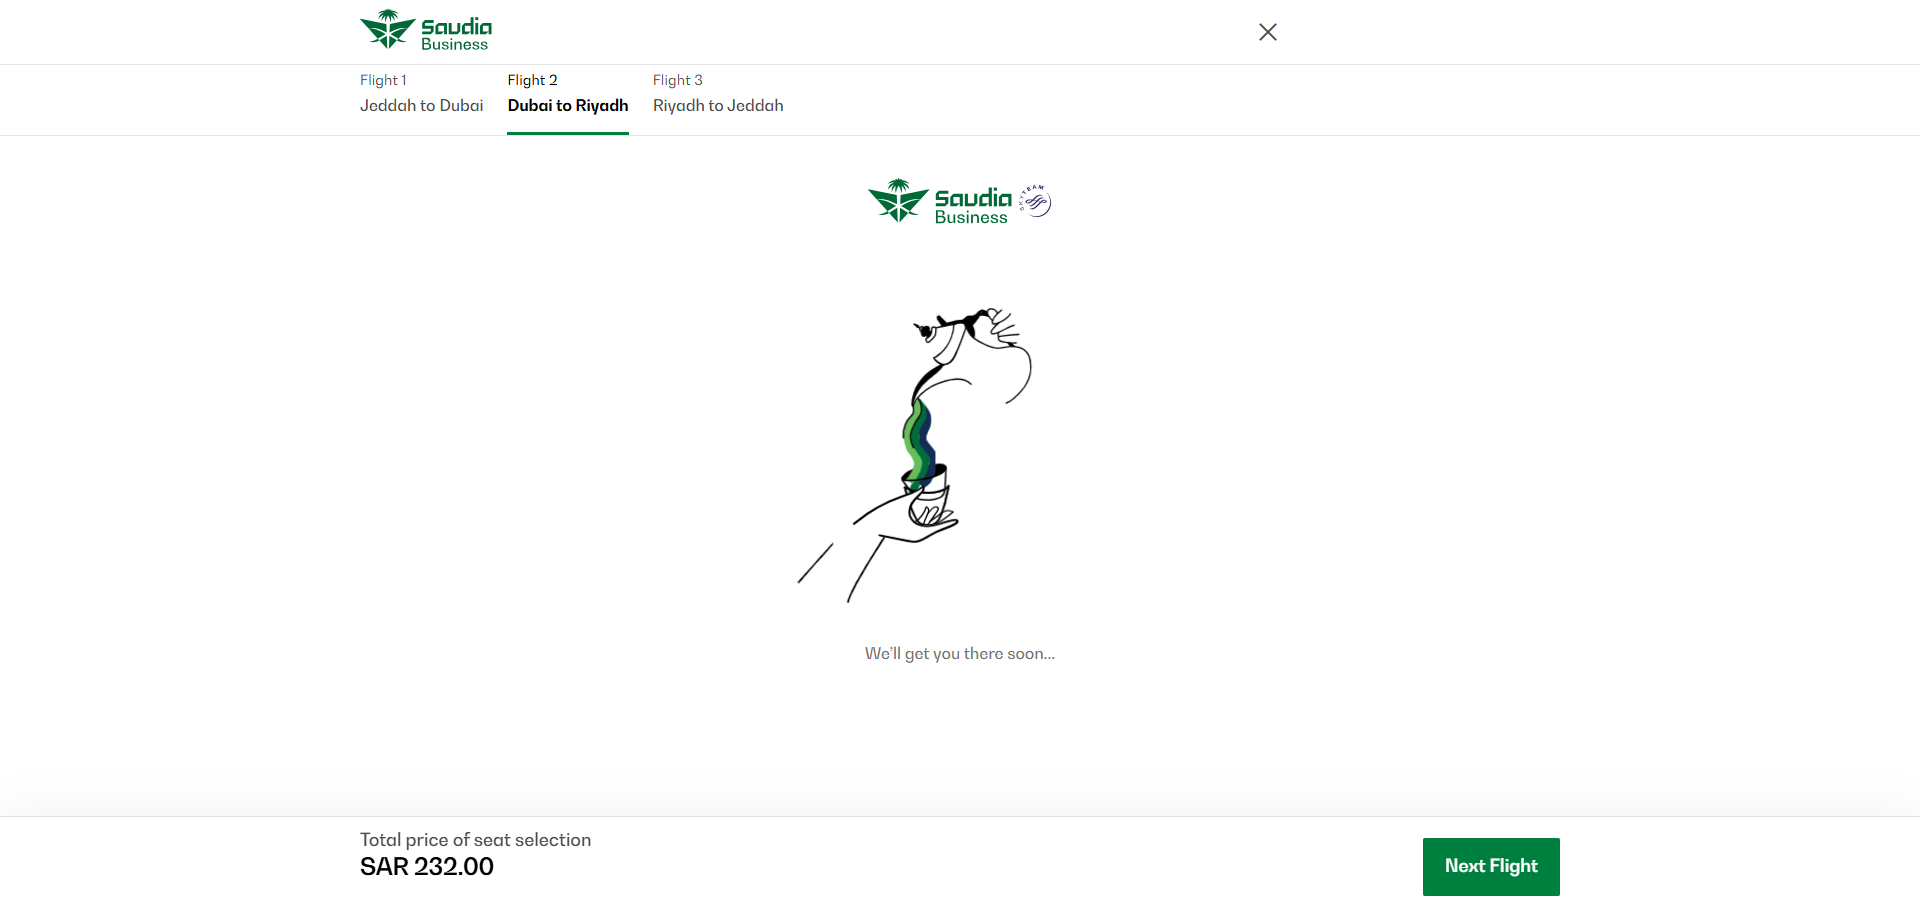 Saudia
Business
Flight 1
Jeddah to Dubai
Flight 2
Dubai to Riyadh
Flight 3
Riyadh to Jeddah
Saudia
Business
SKYTEAM
We'll get you there soon...
Total price of seat selection
SAR 232.00
Next Flight